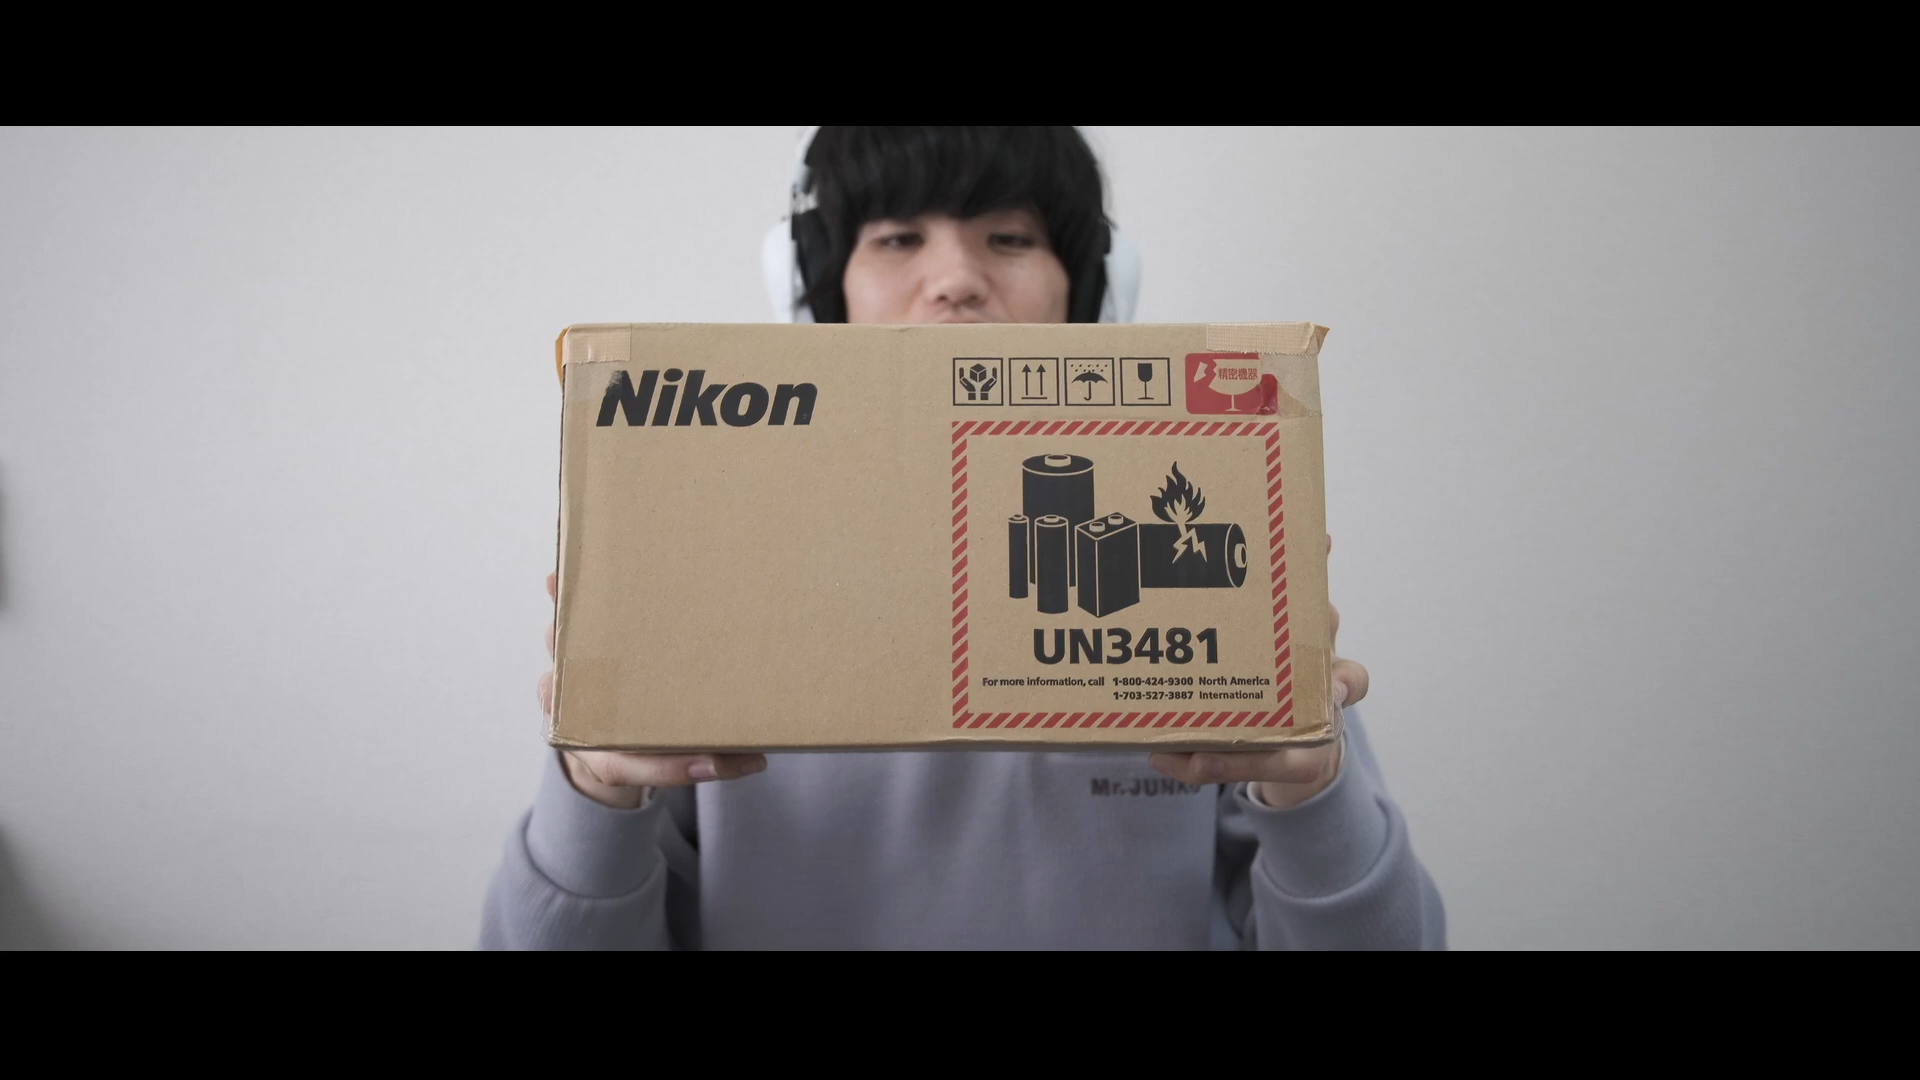 Nikon
精密機器
UN3481
For more information, call 1-800-424-9300 North America
1-703-527-3887 International